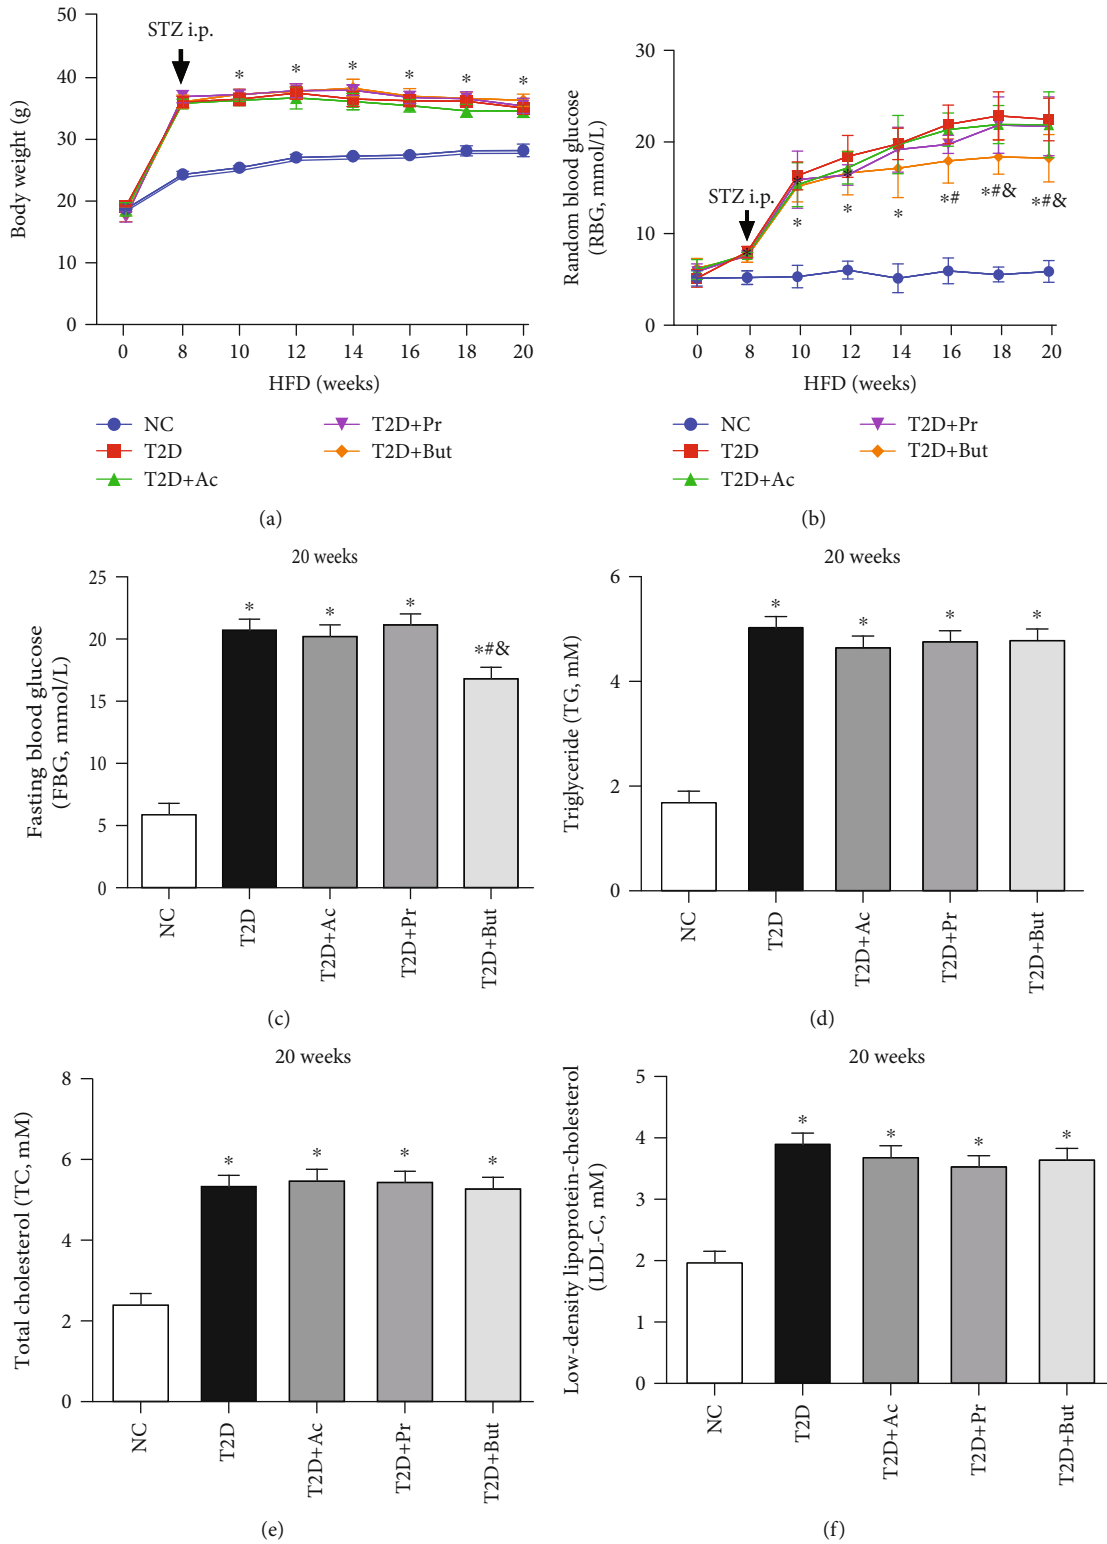 50
40
30
20
10
0
Body weight (g)
STZ i.p.
* * * * * *
0 8 10 12 14 16 18 20
HFD (weeks)
NC
T2D
T2D+Ac
T2D+Pr
T2D+But
(a)
30
20
10
0
Random blood glucose
(RBG, mmol/L)
STZ i.p.
* * *
* * * *# *#& *#&
0 8 10 12 14 16 18 20
HFD (weeks)
NC
T2D
T2D+Ac
T2D+Pr
T2D+But
(b)
20 weeks
25
20
15
10
5
0
Fasting blood glucose
(FBG, mmol/L)
* * * *#&
NC
T2D
T2D+Ac
T2D+Pr
T2D+But
(c)
20 weeks
6
4
2
0
Triglyceride (TG, mM)
* * * *
NC
T2D
T2D+Ac
T2D+Pr
T2D+But
(d)
20 weeks
8
6
4
2
0
Total cholesterol (TC, mM)
* * * *
NC
T2D
T2D+Ac
T2D+Pr
T2D+But
(e)
20 weeks
5
4
3
2
1
0
Low-density lipoprotein-cholesterol
(LDL-C, mM)
* * * *
NC
T2D
T2D+Ac
T2D+Pr
T2D+But
(f)